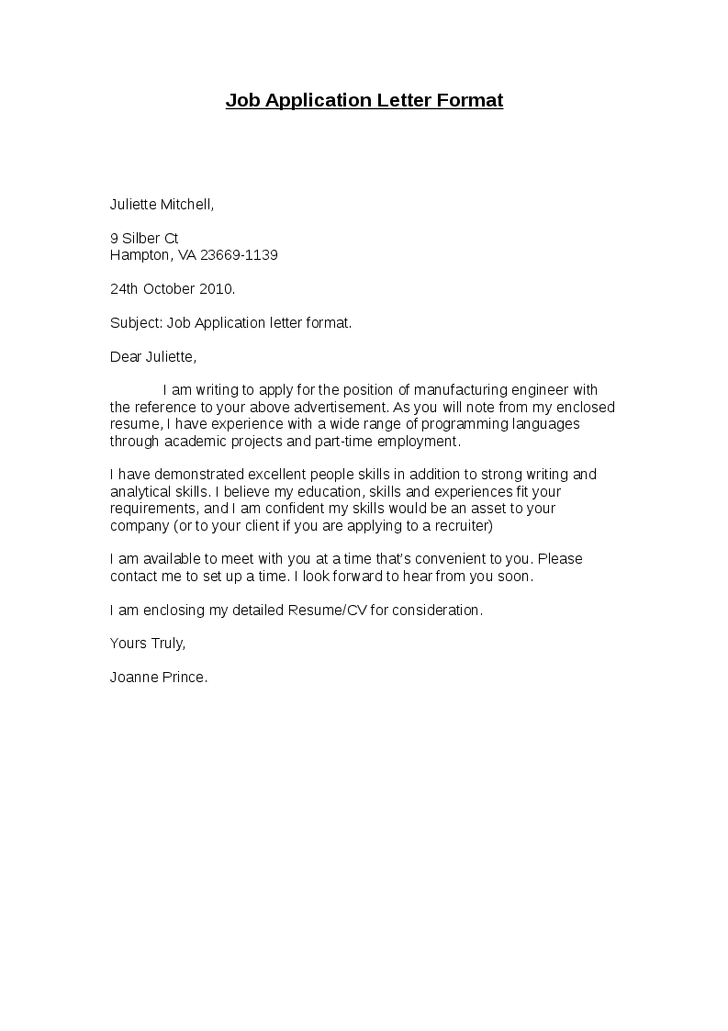 Job Application Letter Format
Juliette Mitchell,
9 Silber Ct
Hampton, VA 23669-1139
24th October 2010.
Subject: Job Application letter format.
Dear Juliette,
I am writing to apply for the position of manufacturing engineer with
the reference to your above advertisement. As you will note from my enclosed
resume, I have experience with a wide range of programming languages
through academic projects and part-time employment.
I have demonstrated excellent people skills in addition to strong writing and
analytical skills. I believe my education, skills and experiences fit your
requirements, and I am confident my skills would be an asset to your
company (or to your client if you are applying to a recruiter)
I am available to meet with you at a time that's convenient to you. Please
contact me to set up a time. I look forward to hear from you soon.
I am enclosing my detailed Resume/CV for consideration.
Yours Truly,
Joanne Prince.